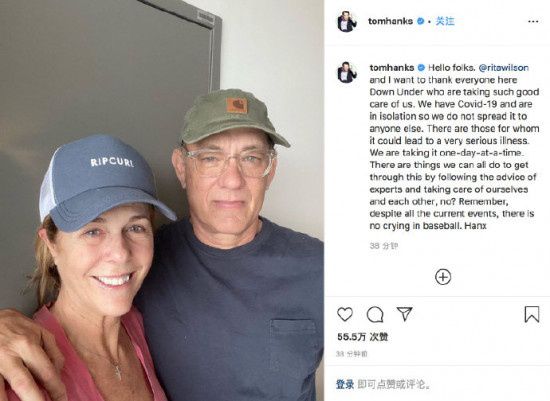 RIPCURL
carhartt
tomhanks • 关注
tomhanks Hello folks. @ritawilson
and I want to thank everyone here
Down Under who are taking such good
care of us. We have Covid-19 and are
in isolation so we do not spread it to
anyone else. There are those for whom
it could lead to a very serious illness.
We are taking it one-day-at-a-time.
There are things we can all do to get
through this by following the advice of
experts and taking care of ourselves
and each other, no? Remember,
despite all the current events, there is
no crying in baseball. Hanx
38 分钟
55.5万 次赞
38 分钟前
登录 即可点赞或评论。